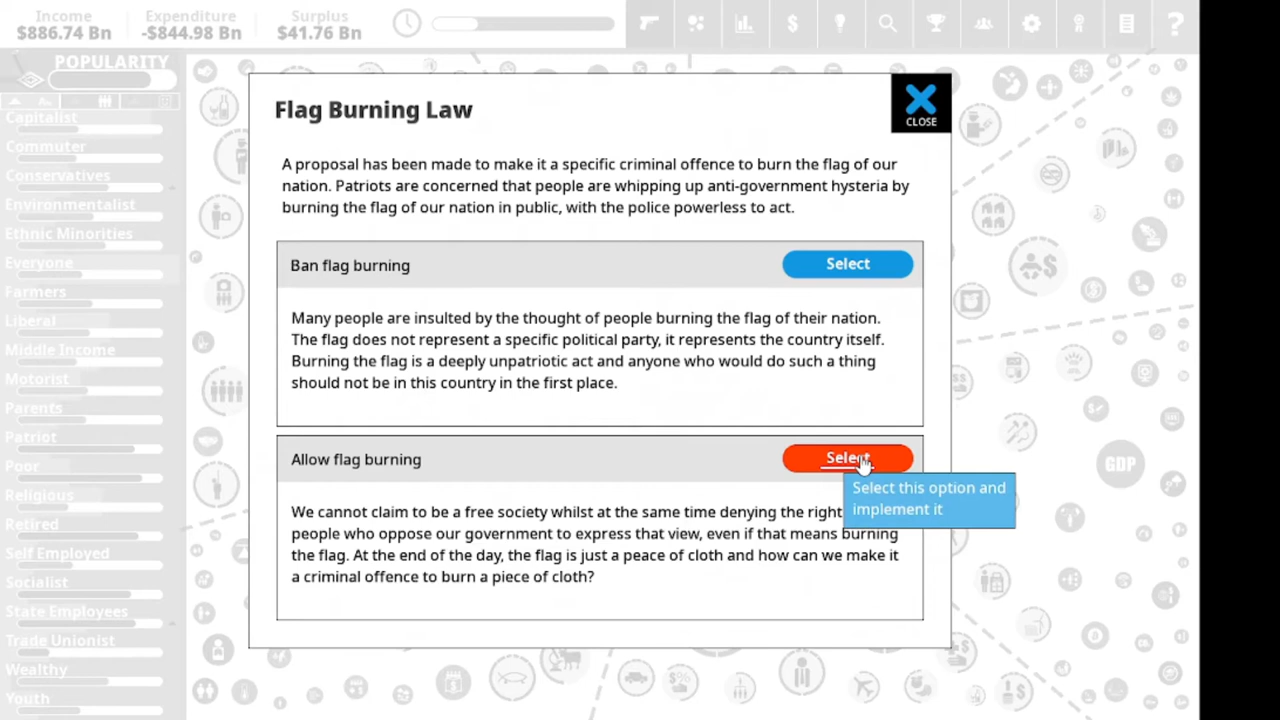 Income
Expenditure
Surplus
$886.74 Bn
-$844.98 Bn
$41.76 Bn
POPULARITY
Capitalist
Commuter
Conservatives
Environmentalist
Ethnic Minorities
Everyone
Farmers
Liberal
Middle Income
Motorist
Parents
Patriot
Poor
Religious
Retired
Self Employed
Socialist
State Employees
Trade Unionist
Wealthy
Youth
Flag Burning Law
CLOSE
A proposal has been made to make it a specific criminal offence to burn the flag of our
nation. Patriots are concerned that people are whipping up anti-government hysteria by
burning the flag of our nation in public, with the police powerless to act.
Ban flag burning
Select
Many people are insulted by the thought of people burning the flag of their nation.
The flag does not represent a specific political party, it represents the country itself.
Burning the flag is a deeply unpatriotic act and anyone who would do such a thing
should not be in this country in the first place.
Allow flag burning
Select
Select this option and
implement it
We cannot claim to be a free society whilst at the same time denying the right
people who oppose our government to express that view, even if that means burning
the flag. At the end of the day, the flag is just a peace of cloth and how can we make it
a criminal offence to burn a piece of cloth?
GDP